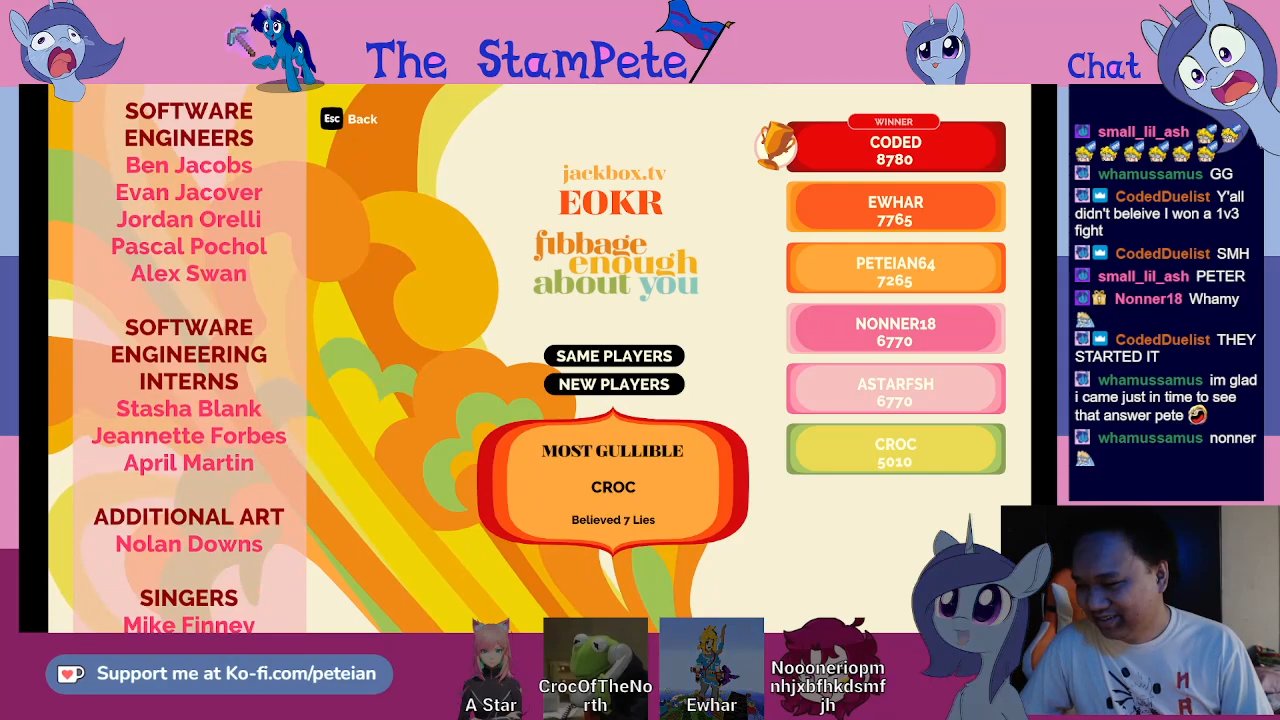 The StamPete
Chat
SOFTWARE
ENGINEERS
Ben Jacobs
Evan Jacover
Jordan Orelli
Pascal Pochol
Alex Swan
SOFTWARE
ENGINEERING
INTERNS
Stasha Blank
Jeannette Forbes
April Martin
ADDITIONAL ART
Nolan Downs
SINGERS
Mike Finney
Esc Back
jackbox.tv
EOKR
fibbage
enough
about you
SAME PLAYERS
NEW PLAYERS
MOST GULLIBLE
CROC
Believed 7 Lies
WINNER
CODED
8780
EWHAR
7765
PETEIAN64
7265
NONNER18
6770
ASTARFSH
6770
CROC
5010
small_lil_ash
whamussamus GG
CodedDuelist Y'all
didn't beleive I won a 1v3
fight
CodedDuelist SMH
small_lil_ash PETER
Nonner18 Whamy
CodedDuelist THEY
STARTED IT
whamussamus im glad
i came just in time to see
that answer pete
whamussamus nonner
Support me at Ko-fi.com/peteian
A Star
CrocOfTheNo
rth
Ewhar
Noooneriopm
nhjxbfhkdsmf
jh